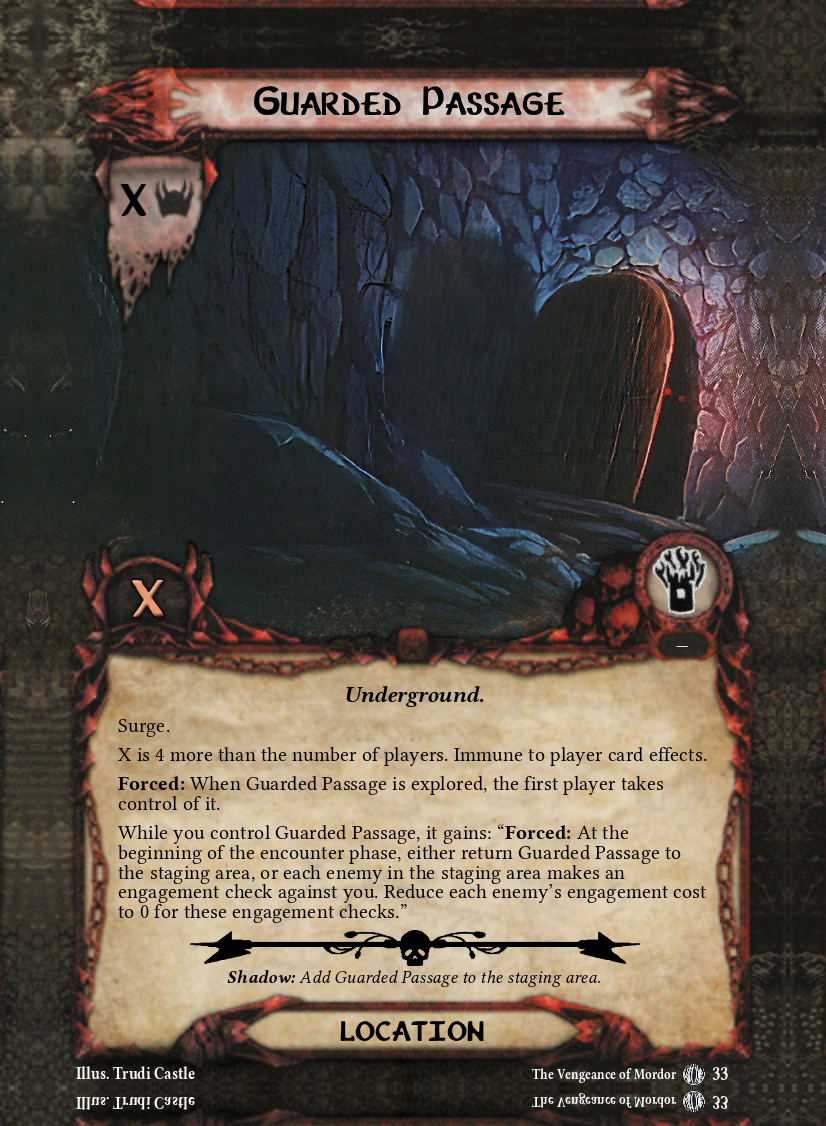 Guarded Passage
X
X
–
Underground.
Surge.
X is 4 more than the number of players. Immune to player card effects.
Forced: When Guarded Passage is explored, the first player takes
control of it.
While you control Guarded Passage, it gains: “Forced: At the
beginning of the encounter phase, either return Guarded Passage to
the staging area, or each enemy in the staging area makes an
engagement check against you. Reduce each enemy’s engagement cost
to 0 for these engagement checks.”
Shadow: Add Guarded Passage to the staging area.
LOCATION
Illus. Trudi Castle
The Vengeance of Mordor 33
Illus. Trudi Castle
The Vengeance of Mordor 33